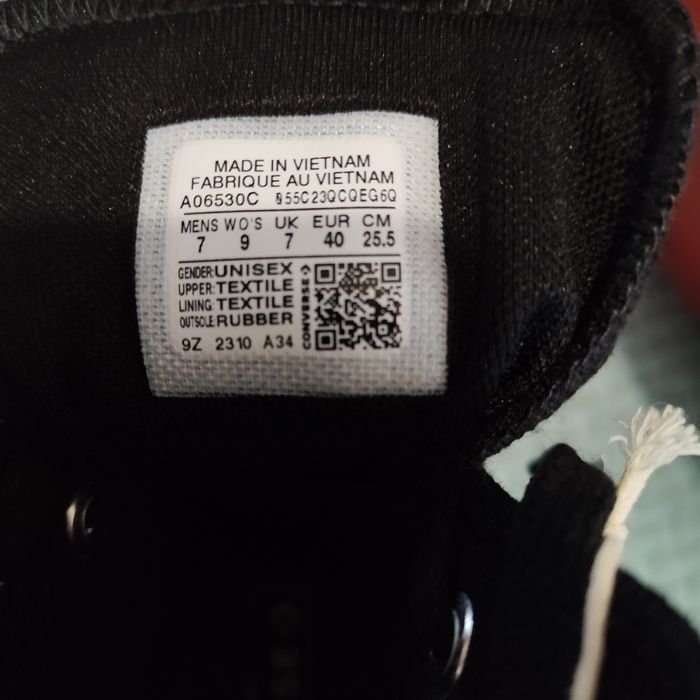 MADE IN VIETNAM
FABRIQUE AU VIETNAM
A06530C 055C23QCQEG6Q
MENS WO'S UK EUR CM
7 9 7 40 25.5
GENDER: UNISEX
UPPER: TEXTILE
LINING TEXTILE
OUTSOLE RUBBER
CONVERSE
9Z 2310 A34